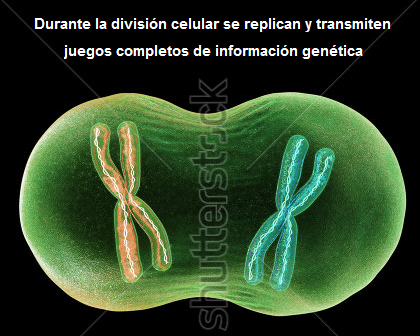 Durante la división celular se replican y transmiten
juegos completos de información genética
shutterstock